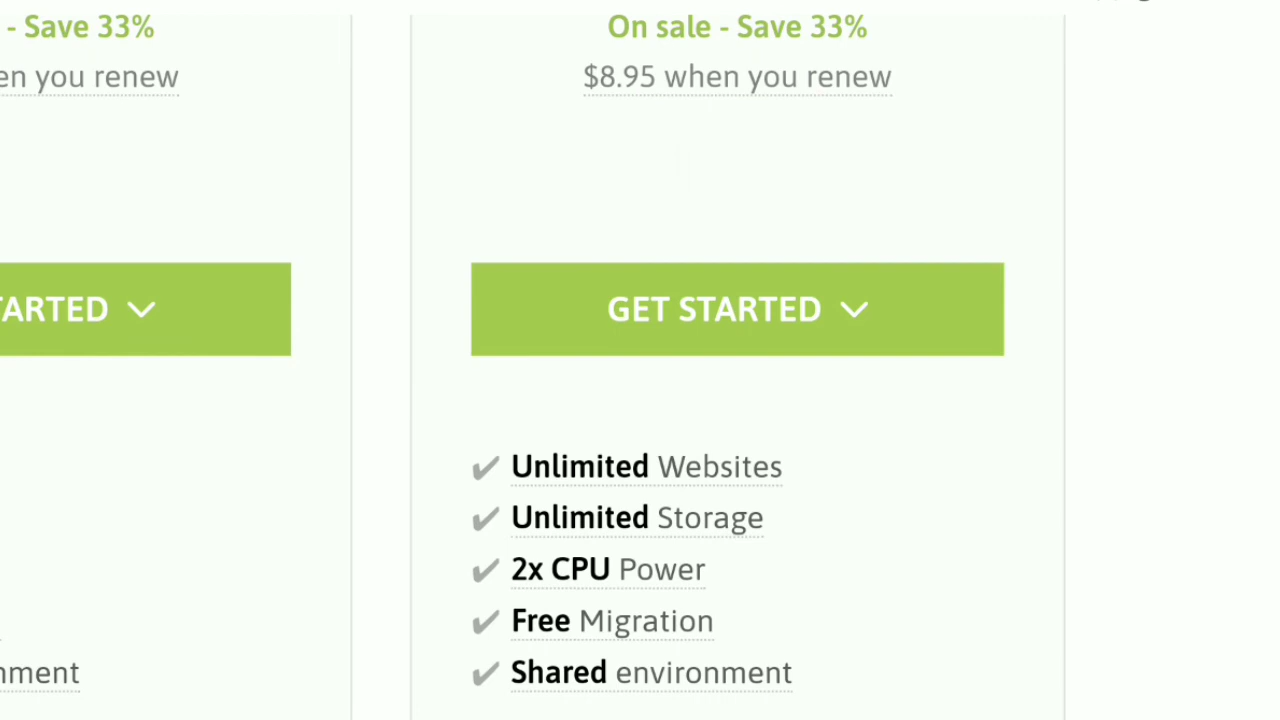 - Save 33%
On sale - Save 33%
en you renew
$8.95 when you renew
TARTED
GET STARTED
Unlimited Websites
Unlimited Storage
2x CPU Power
Free Migration
nment
Shared environment